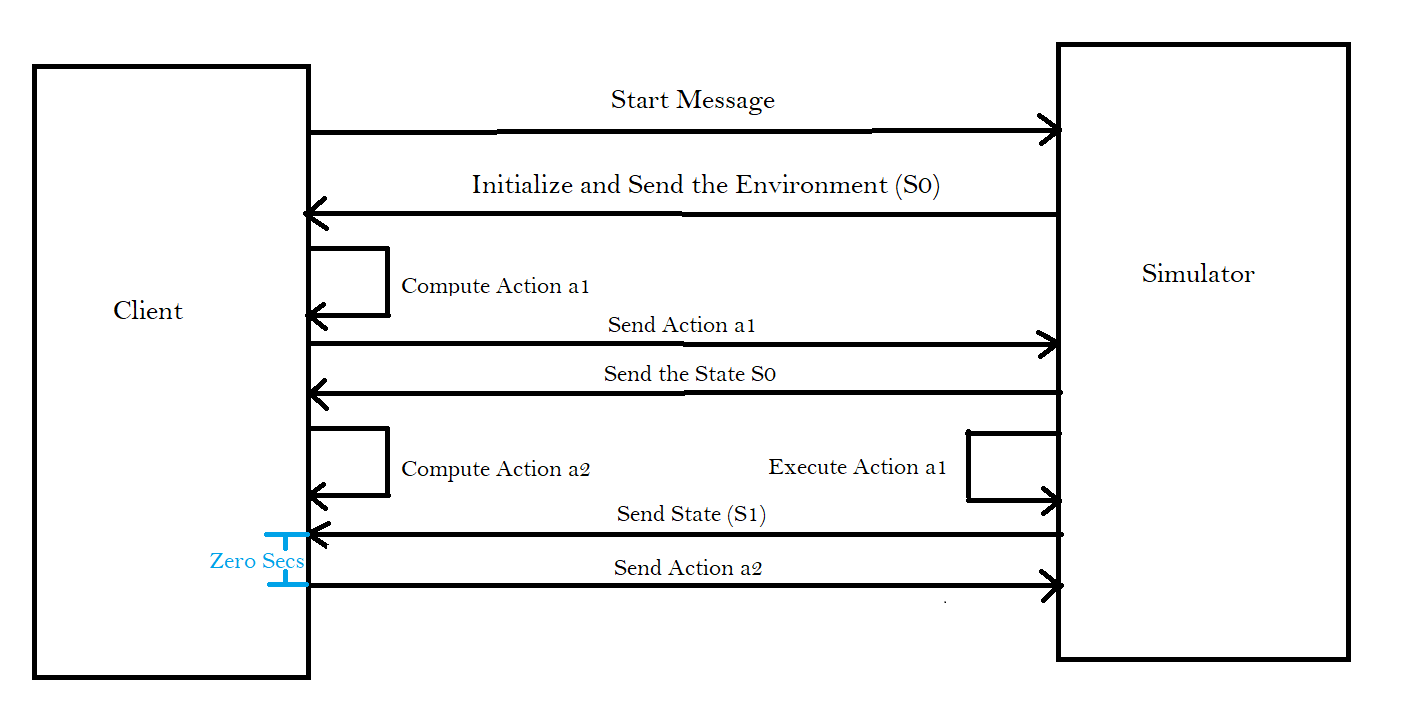 Start Message
Initialize and Send the Environment (S0)
Simulator
Compute Action a1
Client
Send Action a1
Send the State S0
Compute Action a2
Execute Action a1
Send State (S1)
Zero Secs
Send Action a2